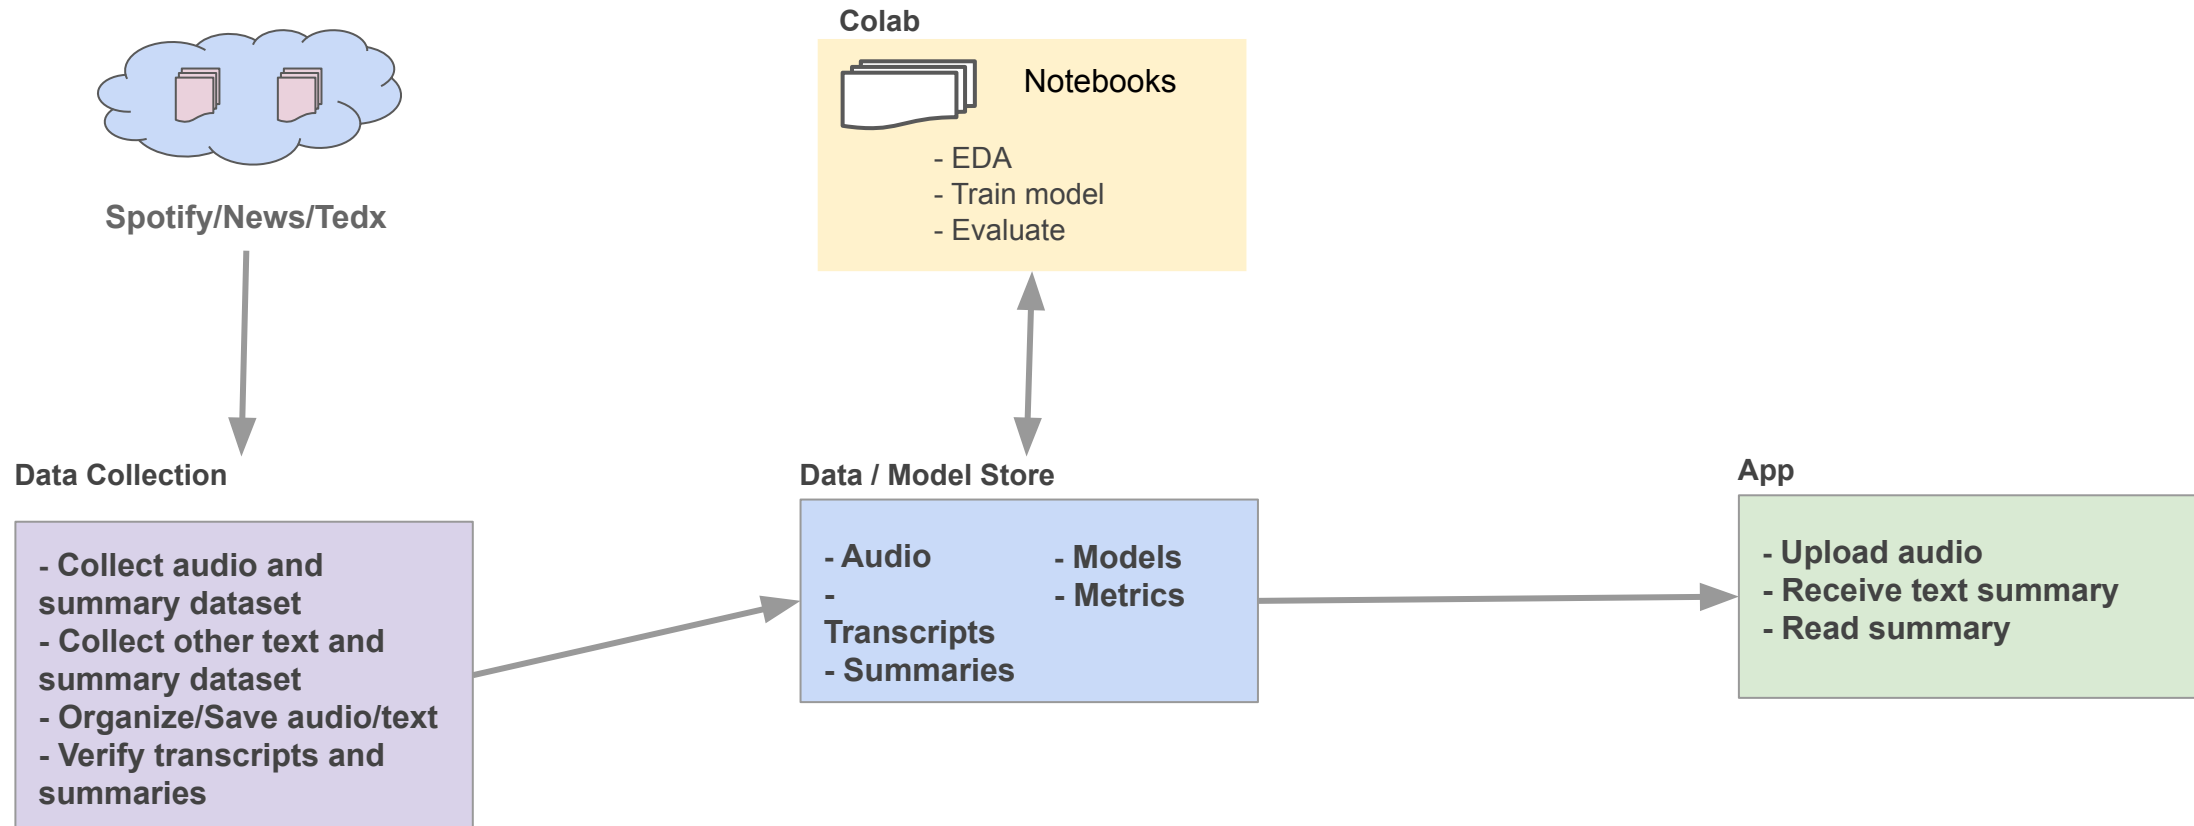 Colab
Notebooks
- EDA
- Train model
- Evaluate
Spotify/News/Tedx
Data Collection
- Collect audio and
summary dataset
- Collect other text and
summary dataset
- Organize/Save audio/text
- Verify transcripts and
summaries
Data / Model Store
- Audio
-
Transcripts
- Summaries
- Models
- Metrics
App
- Upload audio
- Receive text summary
- Read summary